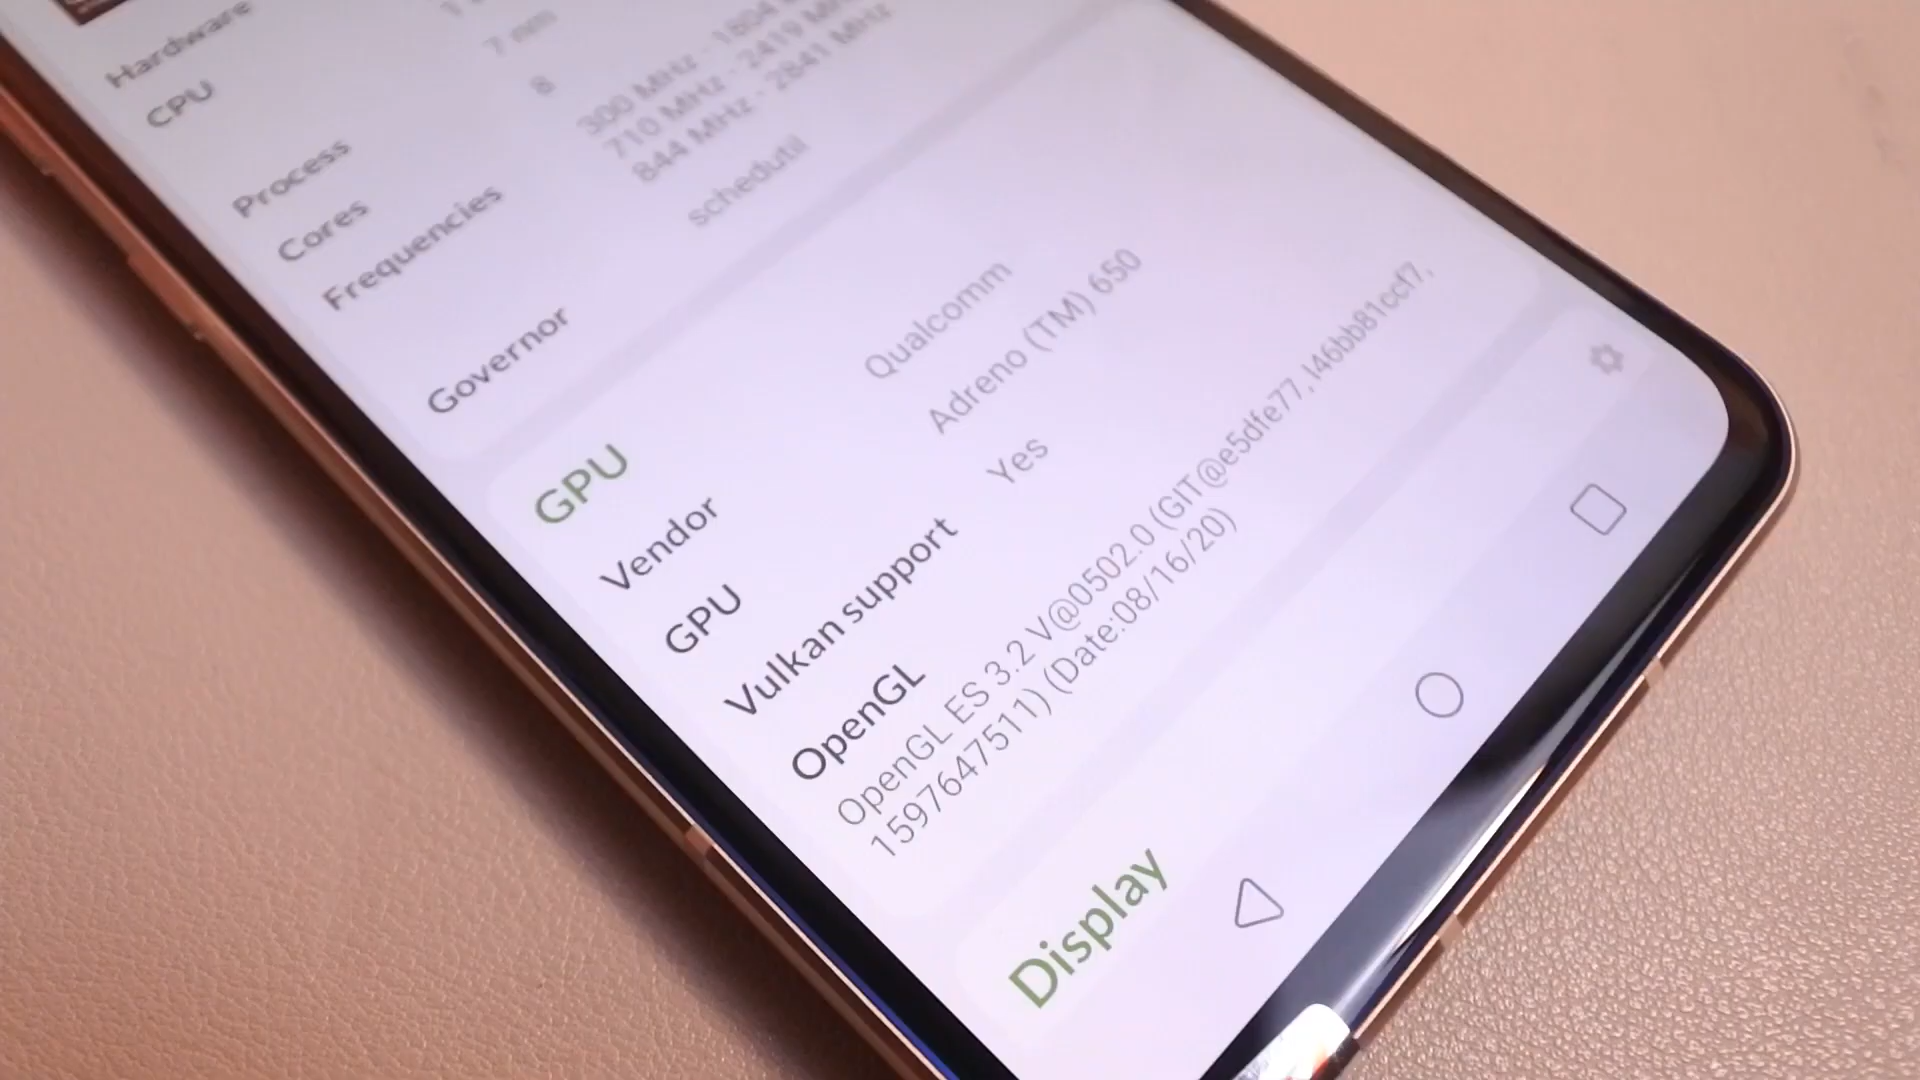 Hardware
CPU
Process 7 nm
Cores 8
Frequencies 300 MHz - 1804
710 MHz - 2419 MHz
844 MHz - 2841 MHz
Governor schedutil
GPU
Vendor Qualcomm
GPU Adreno (TM) 650
Vulkan support Yes
OpenGL
OpenGL ES 3.2 V@0502.0 (GIT@e5dfe77, I46bb81ccf7,
1597647511) (Date:08/16/20)
Display